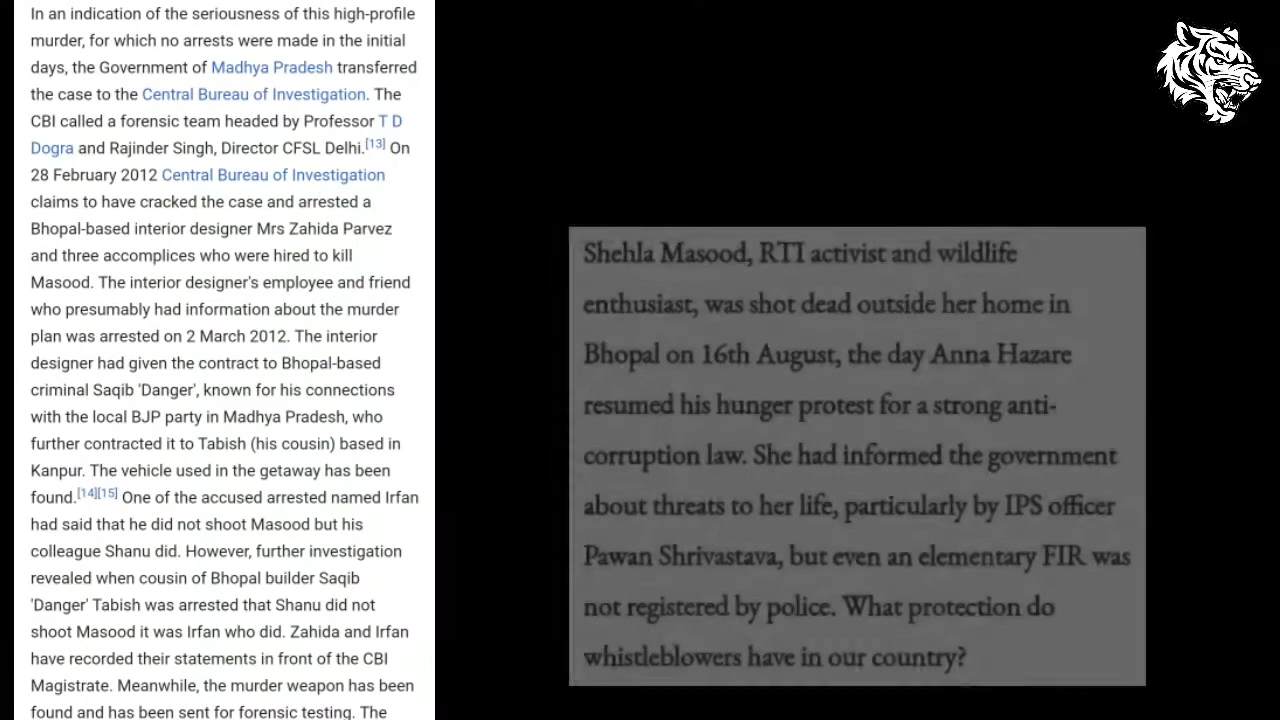 In an indication of the seriousness of this high-profile
murder, for which no arrests were made in the initial
days, the Government of Madhya Pradesh transferred
the case to the Central Bureau of Investigation. The
CBI called a forensic team headed by Professor T D
Dogra and Rajinder Singh, Director CFSL Delhi.[13] On
28 February 2012 Central Bureau of Investigation
claims to have cracked the case and arrested a
Bhopal-based interior designer Mrs Zahida Parvez
and three accomplices who were hired to kill
Masood. The interior designer's employee and friend
who presumably had information about the murder
plan was arrested on 2 March 2012. The interior
designer had given the contract to Bhopal-based
criminal Saqib 'Danger', known for his connections
with the local BJP party in Madhya Pradesh, who
further contracted it to Tabish (his cousin) based in
Kanpur. The vehicle used in the getaway has been
found.[14][15] One of the accused arrested named Irfan
had said that he did not shoot Masood but his
colleague Shanu did. However, further investigation
revealed when cousin of Bhopal builder Saqib
'Danger' Tabish was arrested that Shanu did not
shoot Masood it was Irfan who did. Zahida and Irfan
have recorded their statements in front of the CBI
Magistrate. Meanwhile, the murder weapon has been
found and has been sent for forensic testing. The
Shehla Masood, RTI activist and wildlife
enthusiast, was shot dead outside her home in
Bhopal on 16th August, the day Anna Hazare
resumed his hunger protest for a strong anti-
corruption law. She had informed the government
about threats to her life, particularly by IPS officer
Pawan Shrivastava, but even an elementary FIR was
not registered by police. What protection do
whistleblowers have in our country?